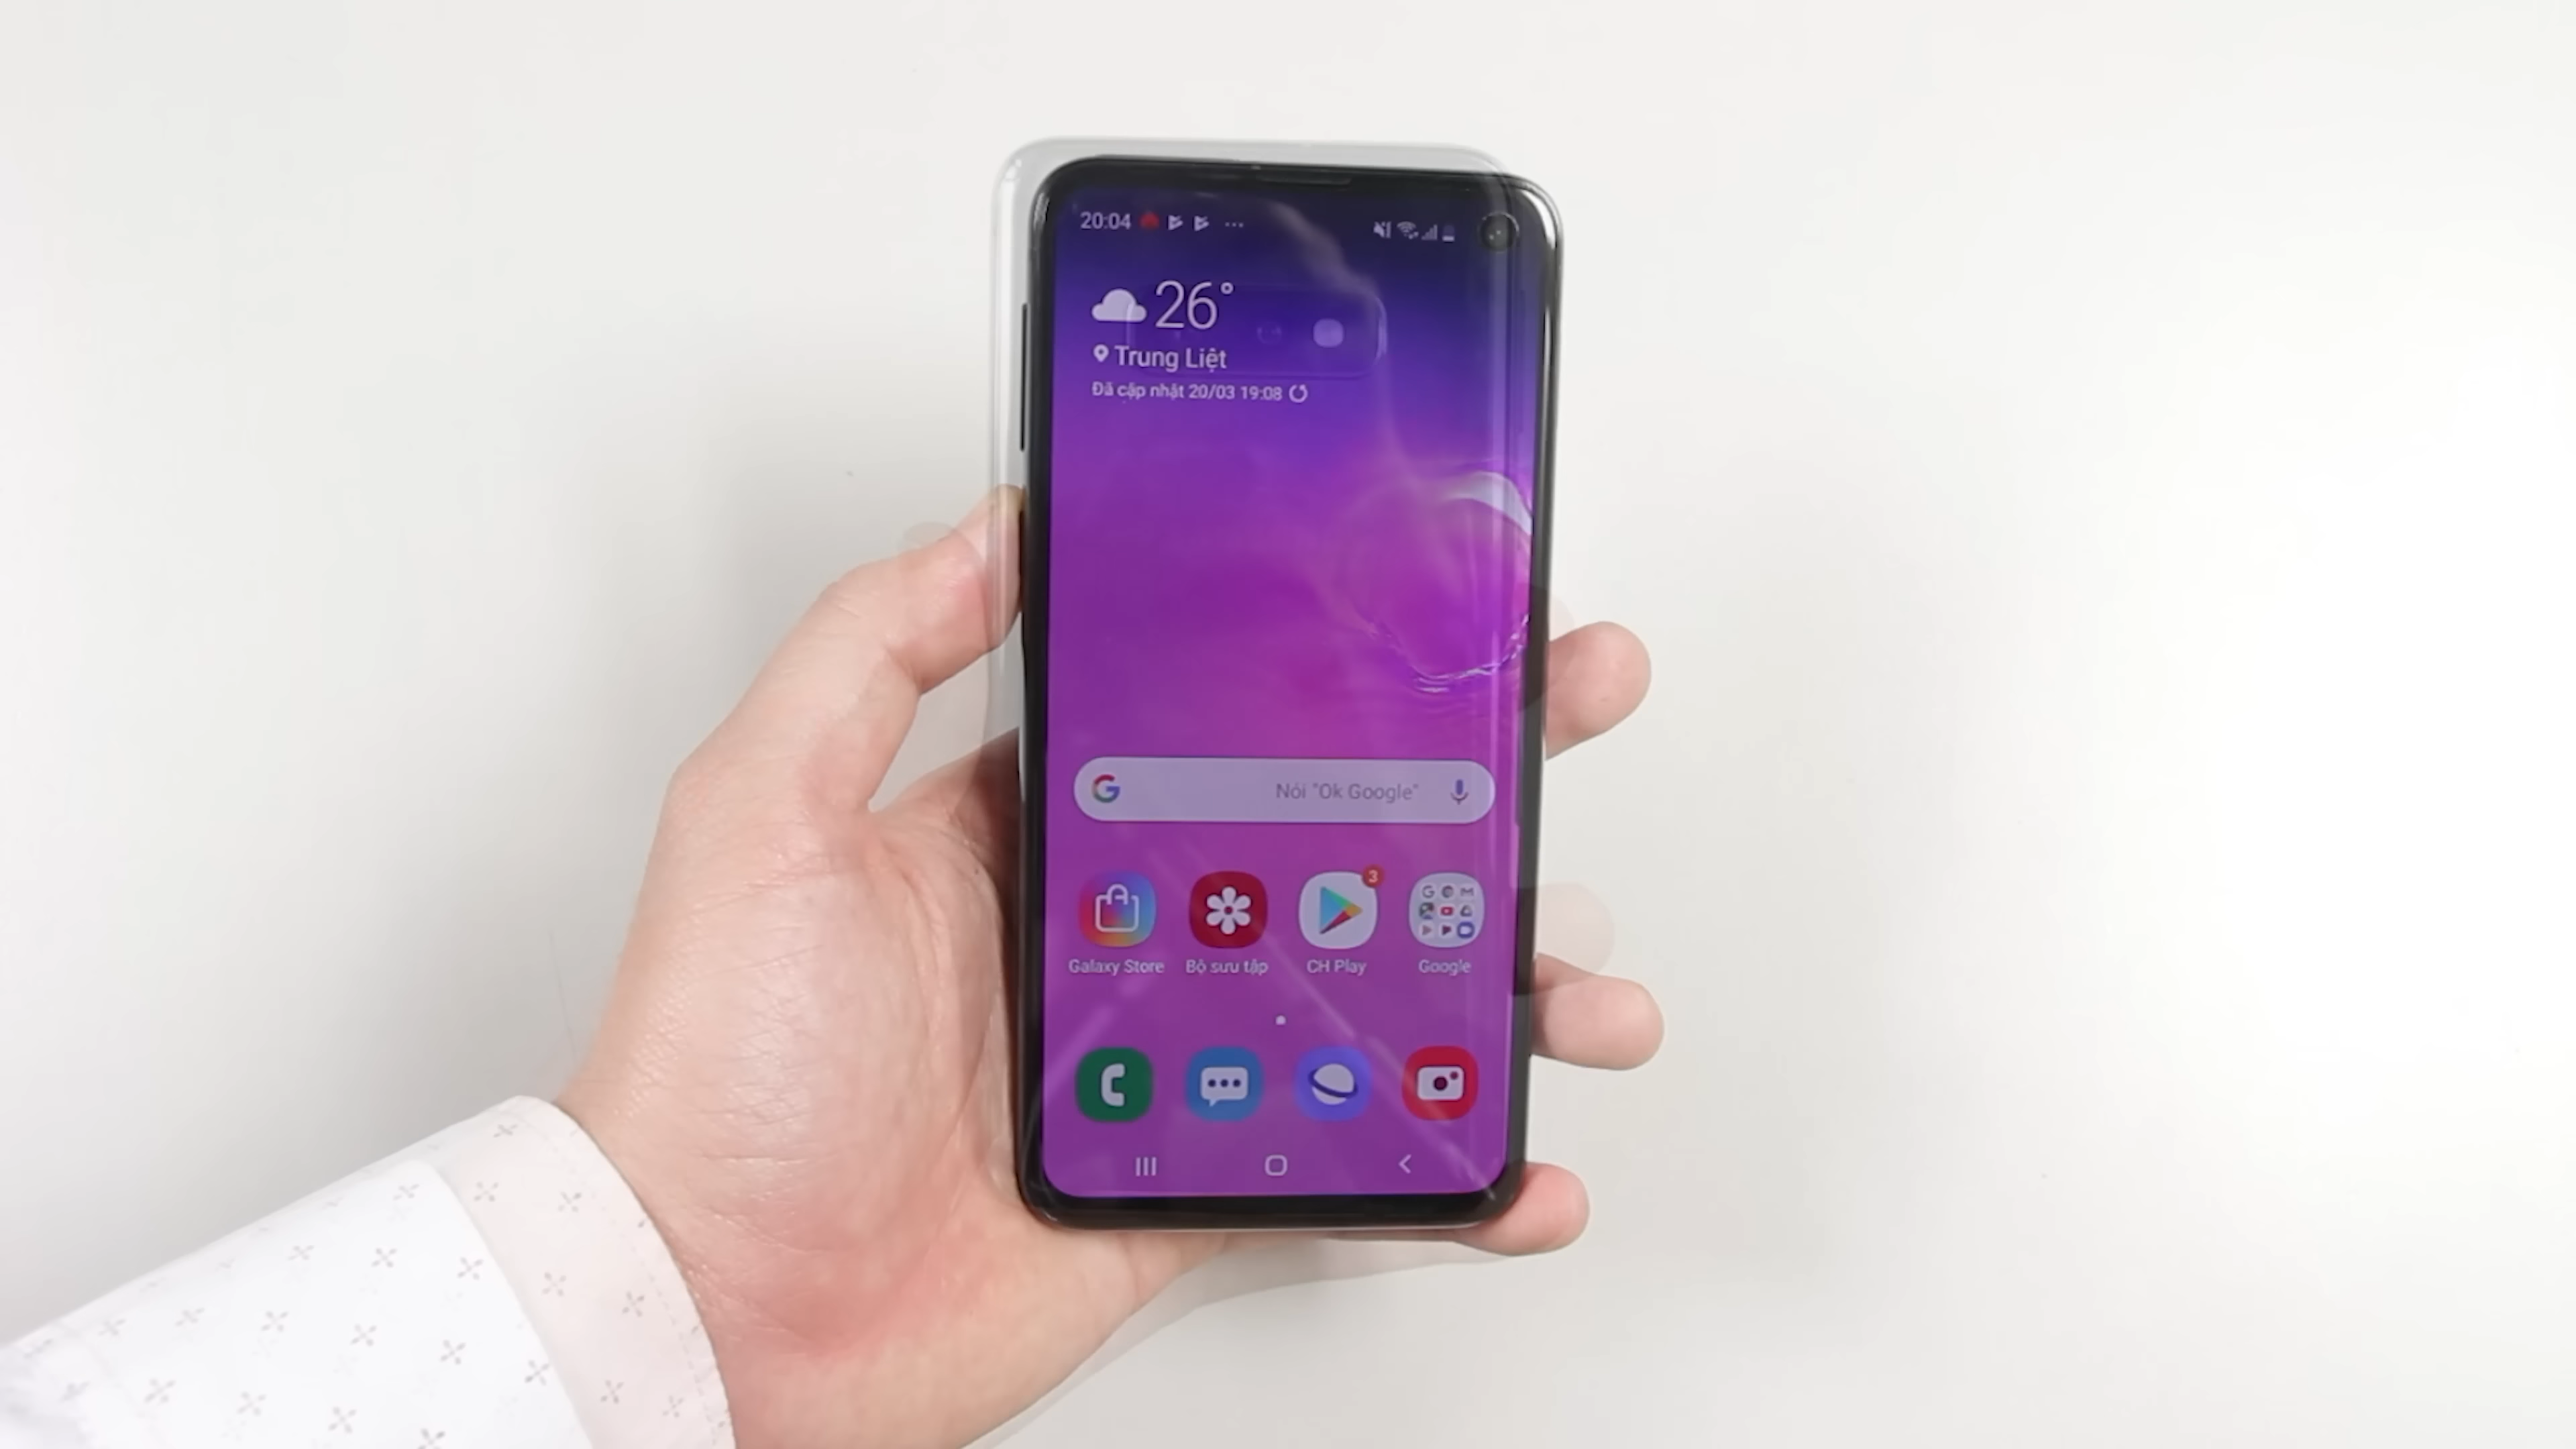 20:04
26°
Trung Liệt
Đã cập nhật 20/03 19:08
Nói "Ok Google"
3
Galaxy Store
Bộ sưu tập
CH Play
Google